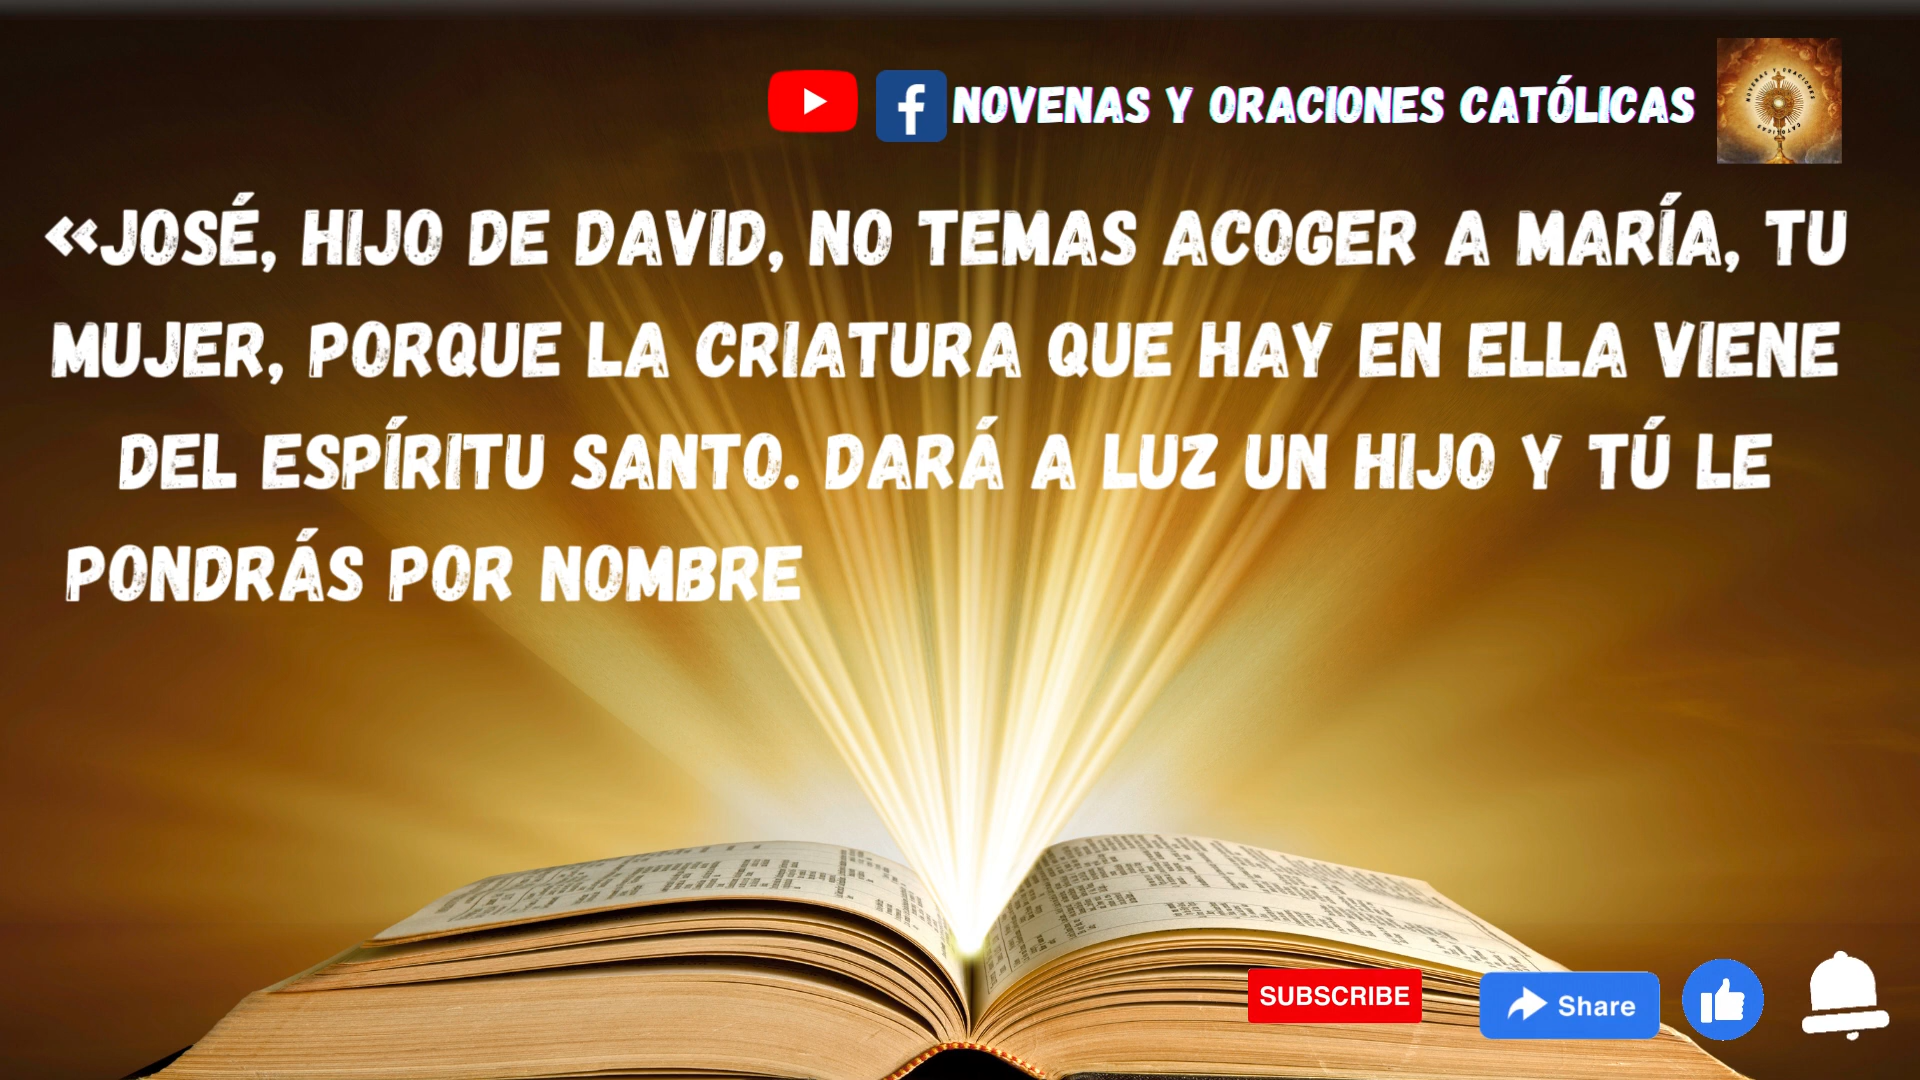 NOVENAS Y ORACIONES CATÓLICAS
«JOSÉ, HIJO DE DAVID, NO TEMAS ACOGER A MARÍA, TU
MUJER, PORQUE LA CRIATURA QUE HAY EN ELLA VIENE
DEL ESPÍRITU SANTO. DARÁ A LUZ UN HIJO Y TÚ LE
PONDRÁS POR NOMBRE
SUBSCRIBE
Share